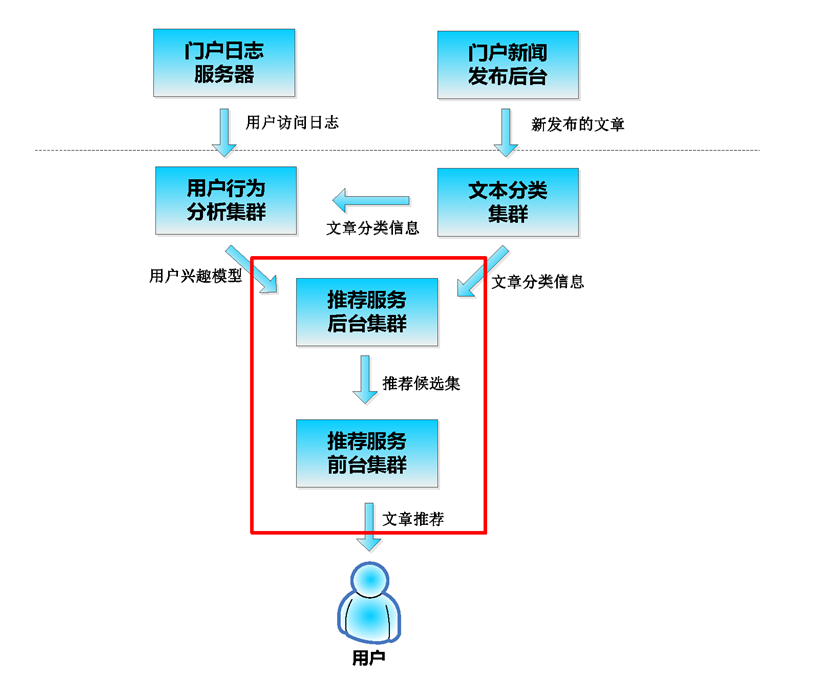 门户日志
服务器
门户新闻
发布后台
用户访问日志
新发布的文章
用户行为
分析集群
文本分类
集群
文章分类信息
用户兴趣模型
文章分类信息
推荐服务
后台集群
推荐候选集
推荐服务
前台集群
文章推荐
用户